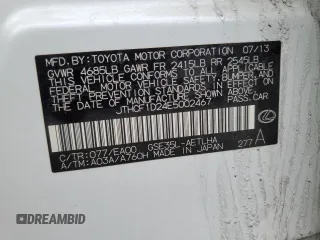 MFD. BY: TOYOTA MOTOR CORPORATION 07/13
GVWR 4685LB GAWR FR 2415LB RR 2545LB
THIS VEHICLE CONFORMS TO ALL APPLICABLE
FEDERAL MOTOR VEHICLE SAFETY, BUMPER, AND
THEFT PREVENTION STANDARDS IN EFFECT ON THE
DATE OF MANUFACTURE SHOWN ABOVE.
JTHCF1D24E5002467
PASS. CAR
C/TR: 077/EA00 GSE35L-AETLHA
A/TM: A03A/A760H MADE IN JAPAN 277 A
AUTOBIDMASTER